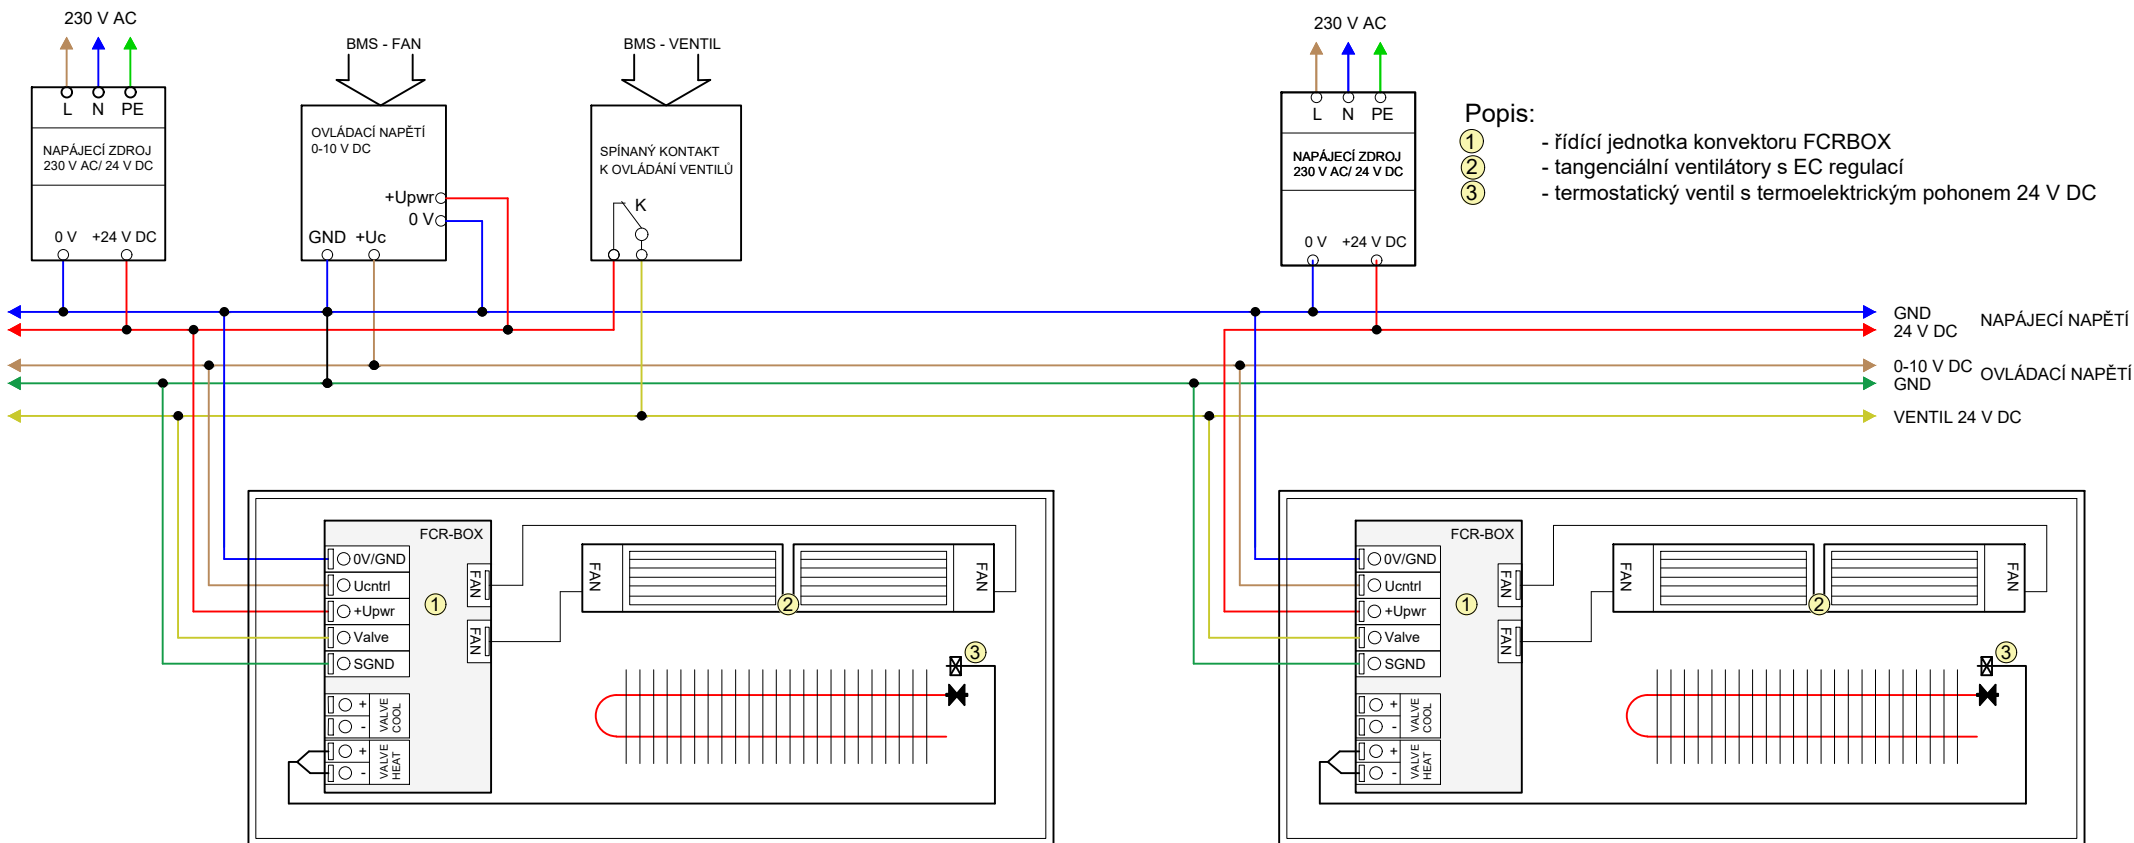 230 V AC
L N PE
NAPÁJECÍ ZDROJ
230 V AC/ 24 V DC
0 V +24 V DC
BMS - FAN
OVLÁDACÍ NAPĚTÍ
0-10 V DC
+Upwr
0 V
GND +Uc
BMS - VENTIL
SPÍNANÝ KONTAKT
K OVLÁDÁNÍ VENTILŮ
K
230 V AC
L N PE
NAPÁJECÍ ZDROJ
230 V AC/ 24 V DC
0 V +24 V DC
Popis:
1 - řídící jednotka konvektoru FCRBOX
2 - tangenciální ventilátory s EC regulací
3 - termostatický ventil s termoelektrickým pohonem 24 V DC
GND
24 V DC
NAPÁJECÍ NAPĚTÍ
0-10 V DC
GND
OVLÁDACÍ NAPĚTÍ
VENTIL 24 V DC
FCR-BOX
0V/GND
Ucntrl
+Upwr
Valve
SGND
+
-
VALVE
COOL
+
-
VALVE
HEAT
1
FAN
FAN
FAN
FAN
2
3
FCR-BOX
0V/GND
Ucntrl
+Upwr
Valve
SGND
+
-
VALVE
COOL
+
-
VALVE
HEAT
1
FAN
FAN
FAN
FAN
2
3